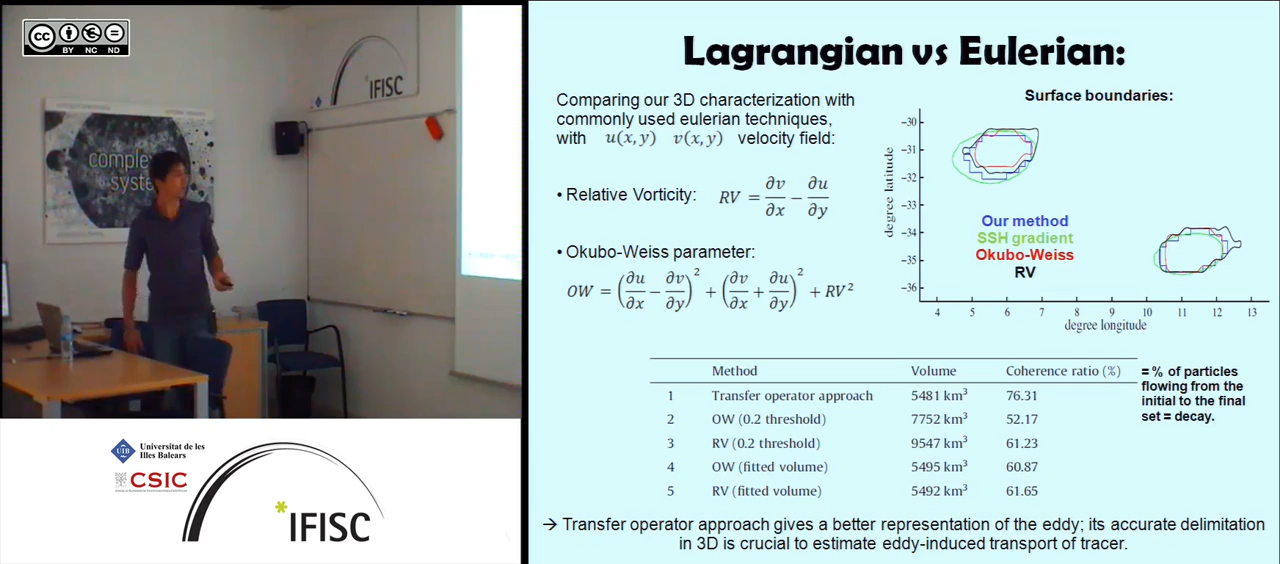 cc
BY NC ND
*IFISC
comple
syste
Universitat de les
Illes Balears
UIB
CSIC
*IFISC
Lagrangian vs Eulerian:
Comparing our 3D characterization with
commonly used eulerian techniques,
with u(x,y) v(x,y) velocity field:
• Relative Vorticity: RV = ∂v/∂x − ∂u/∂y
• Okubo-Weiss parameter:
OW = (∂u/∂x − ∂v/∂y)² + (∂v/∂x + ∂u/∂y)² + RV²
Surface boundaries:
degree latitude
−30
−31
−32
−33
−34
−35
−36
Our method
SSH gradient
Okubo-Weiss
RV
4 5 6 7 8 9 10 11 12 13
degree longitude
Method Volume Coherence ratio (%)
1 Transfer operator approach 5481 km³ 76.31
2 OW (0.2 threshold) 7752 km³ 52.17
3 RV (0.2 threshold) 9547 km³ 61.23
4 OW (fitted volume) 5495 km³ 60.87
5 RV (fitted volume) 5492 km³ 61.65
= % of particles
flowing from the
initial to the final
set = decay.
→ Transfer operator approach gives a better representation of the eddy; its accurate delimitation
in 3D is crucial to estimate eddy-induced transport of tracer.